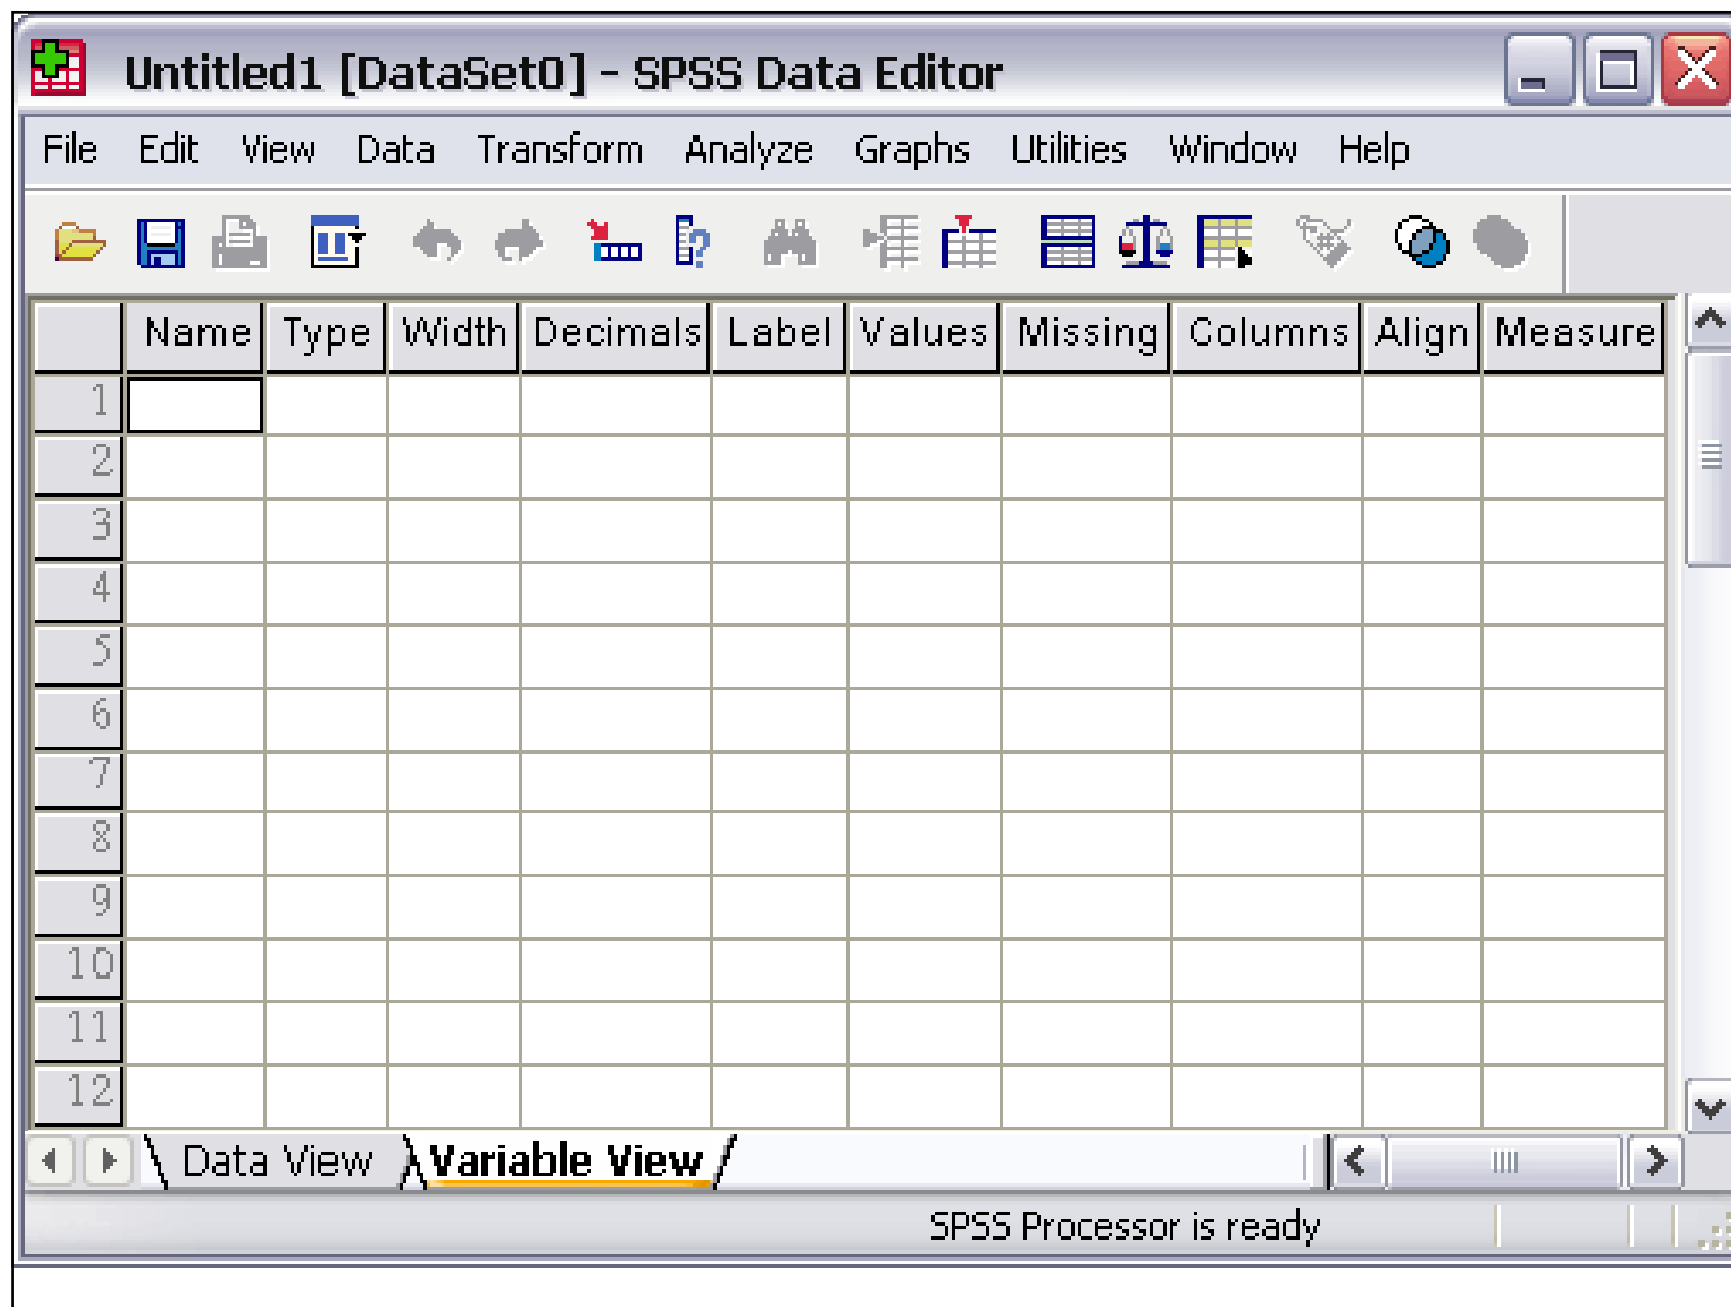 Untitled1 [DataSet0] - SPSS Data Editor
File Edit View Data Transform Analyze Graphs Utilities Window Help
Name Type Width Decimals Label Values Missing Columns Align Measure
1
2
3
4
5
6
7
8
9
10
11
12
Data View Variable View
SPSS Processor is ready